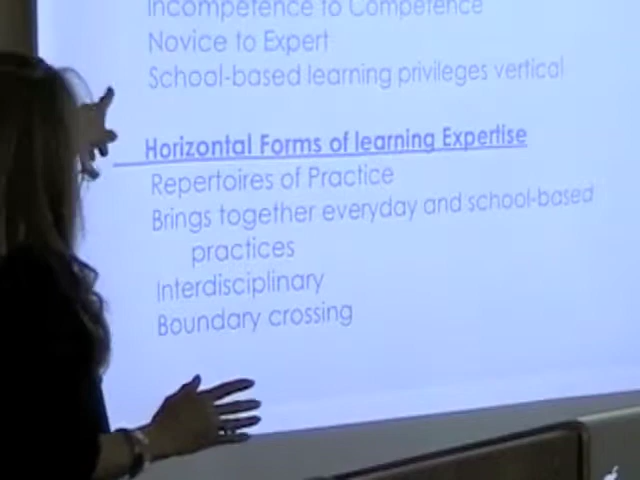 Incompetence to Competence
Novice to Expert
School-based learning privileges vertical
Horizontal Forms of learning Expertise
Repertoires of Practice
Brings together everyday and school-based
practices
Interdisciplinary
Boundary crossing